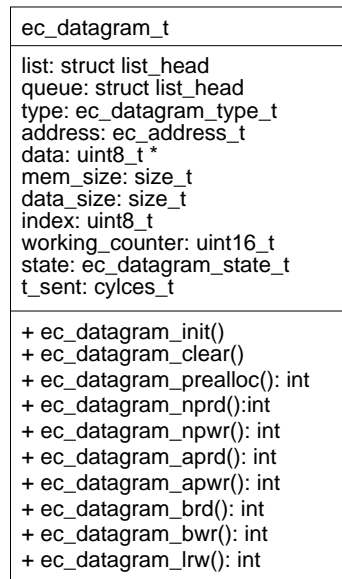 ec_datagram_t
list: struct list_head
queue: struct list_head
type: ec_datagram_type_t
address: ec_address_t
data: uint8_t *
mem_size: size_t
data_size: size_t
index: uint8_t
working_counter: uint16_t
state: ec_datagram_state_t
t_sent: cylces_t
+ ec_datagram_init()
+ ec_datagram_clear()
+ ec_datagram_prealloc(): int
+ ec_datagram_nprd():int
+ ec_datagram_npwr(): int
+ ec_datagram_aprd(): int
+ ec_datagram_apwr(): int
+ ec_datagram_brd(): int
+ ec_datagram_bwr(): int
+ ec_datagram_lrw(): int